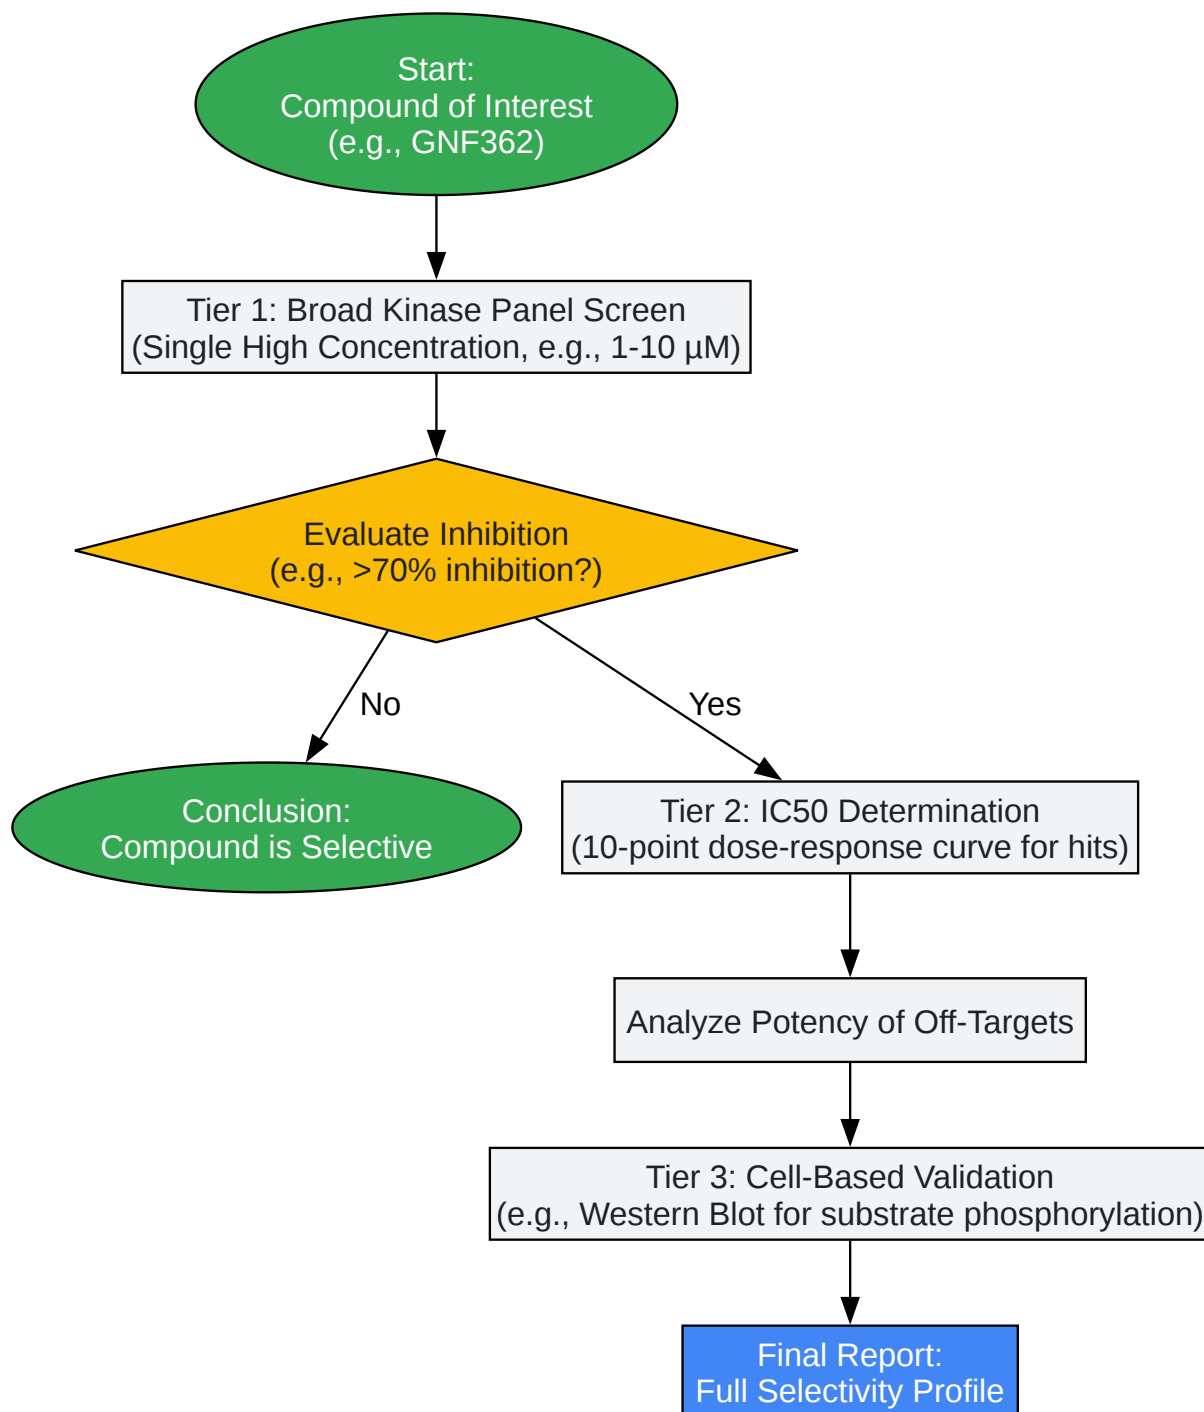 Start:
Compound of Interest
(e.g., GNF362)
Tier 1: Broad Kinase Panel Screen
(Single High Concentration, e.g., 1-10 µM)
Evaluate Inhibition
(e.g., >70% inhibition?)
No
Yes
Conclusion:
Compound is Selective
Tier 2: IC50 Determination
(10-point dose-response curve for hits)
Analyze Potency of Off-Targets
Tier 3: Cell-Based Validation
(e.g., Western Blot for substrate phosphorylation)
Final Report:
Full Selectivity Profile